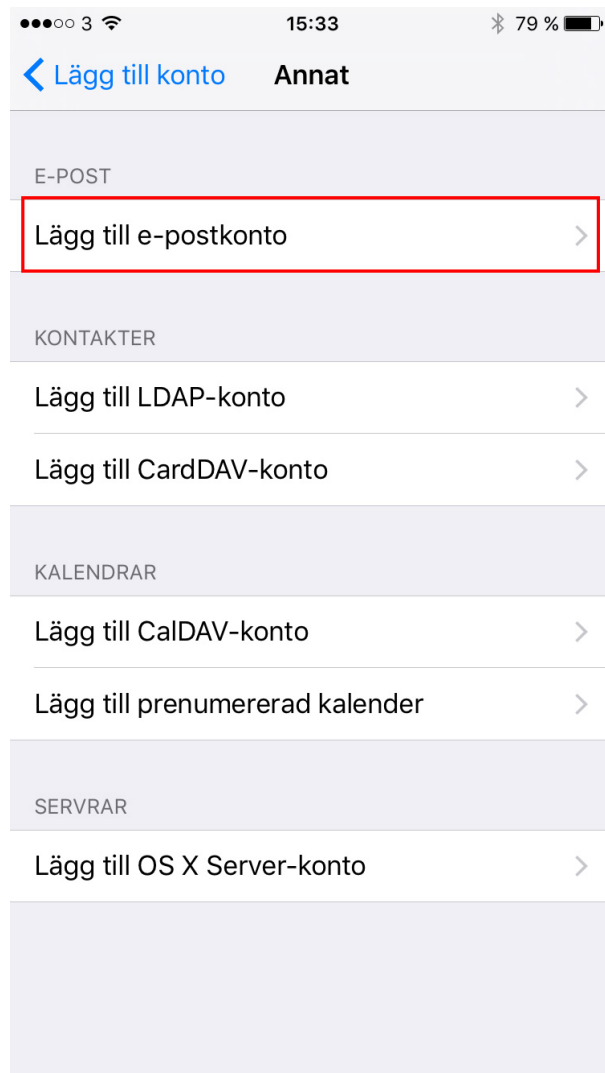 3 15:33 79 %
Lägg till konto Annat
E-POST
Lägg till e-postkonto
KONTAKTER
Lägg till LDAP-konto
Lägg till CardDAV-konto
KALENDRAR
Lägg till CalDAV-konto
Lägg till prenumererad kalender
SERVRAR
Lägg till OS X Server-konto